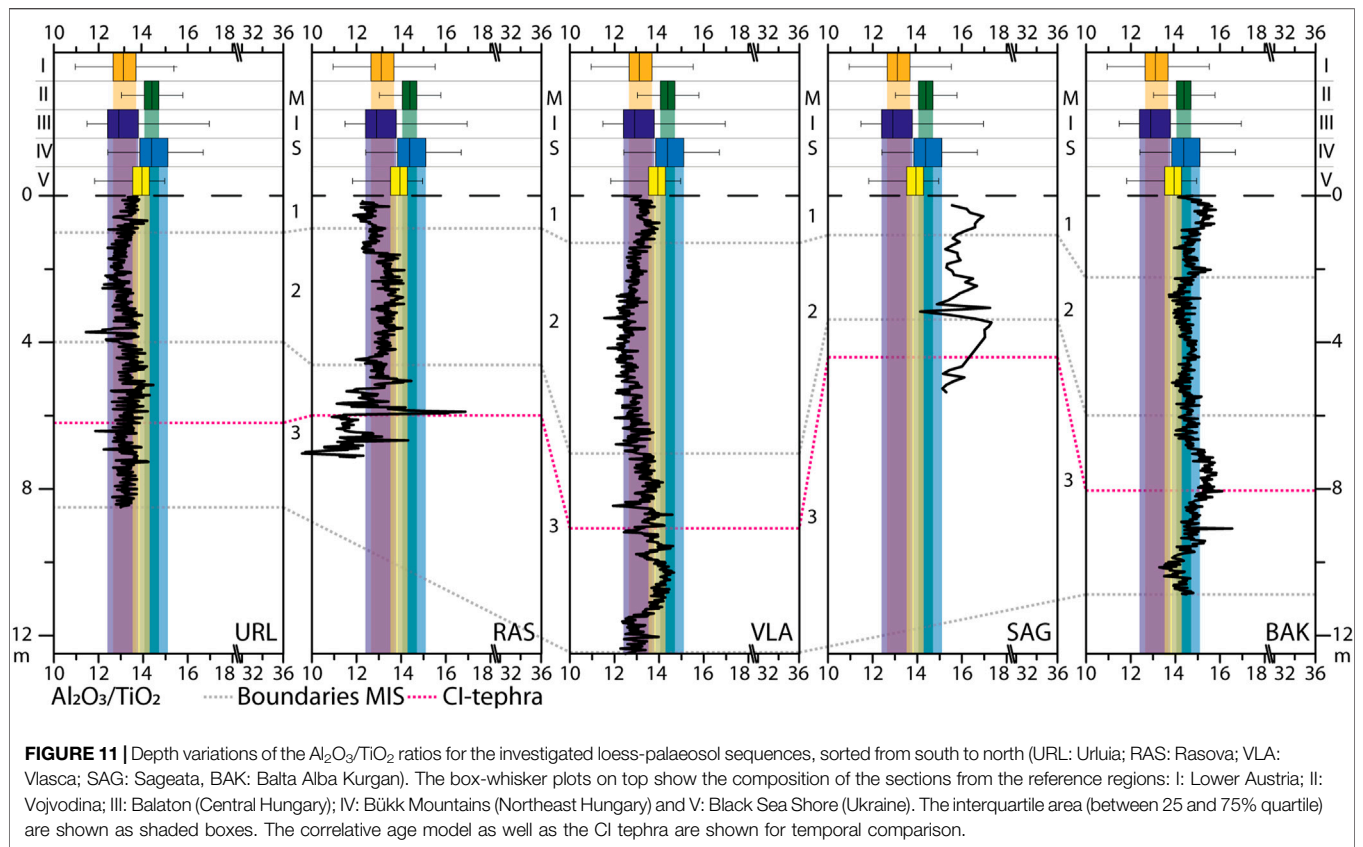 10 12 14 16 18 32 36 10 12 14 16 18 32 36 10 12 14 16 18 32 36 10 12 14 16 18 32 36 10 12 14 16 18 32 36
I I
II M M II
III I I III
IV S S IV
V V
0 0
1 1 1 1
2 2 2 2
4 4
3 3 3 3
8 8
12 12
m m
URL RAS VLA SAG BAK
10 12 14 16 18 32 36 10 12 14 16 18 32 36 10 12 14 16 18 32 36 10 12 14 16 18 32 36 10 12 14 16 18 32 36
Al₂O₃/TiO₂ Boundaries MIS CI-tephra
FIGURE 11 | Depth variations of the Al₂O₃/TiO₂ ratios for the investigated loess-palaeosol sequences, sorted from south to north (URL: Urluia; RAS: Rasova; VLA:
Vlasca; SAG: Sageata, BAK: Balta Alba Kurgan). The box-whisker plots on top show the composition of the sections from the reference regions: I: Lower Austria; II:
Vojvodina; III: Balaton (Central Hungary); IV: Bükk Mountains (Northeast Hungary) and V: Black Sea Shore (Ukraine). The interquartile area (between 25 and 75% quartile)
are shown as shaded boxes. The correlative age model as well as the CI tephra are shown for temporal comparison.